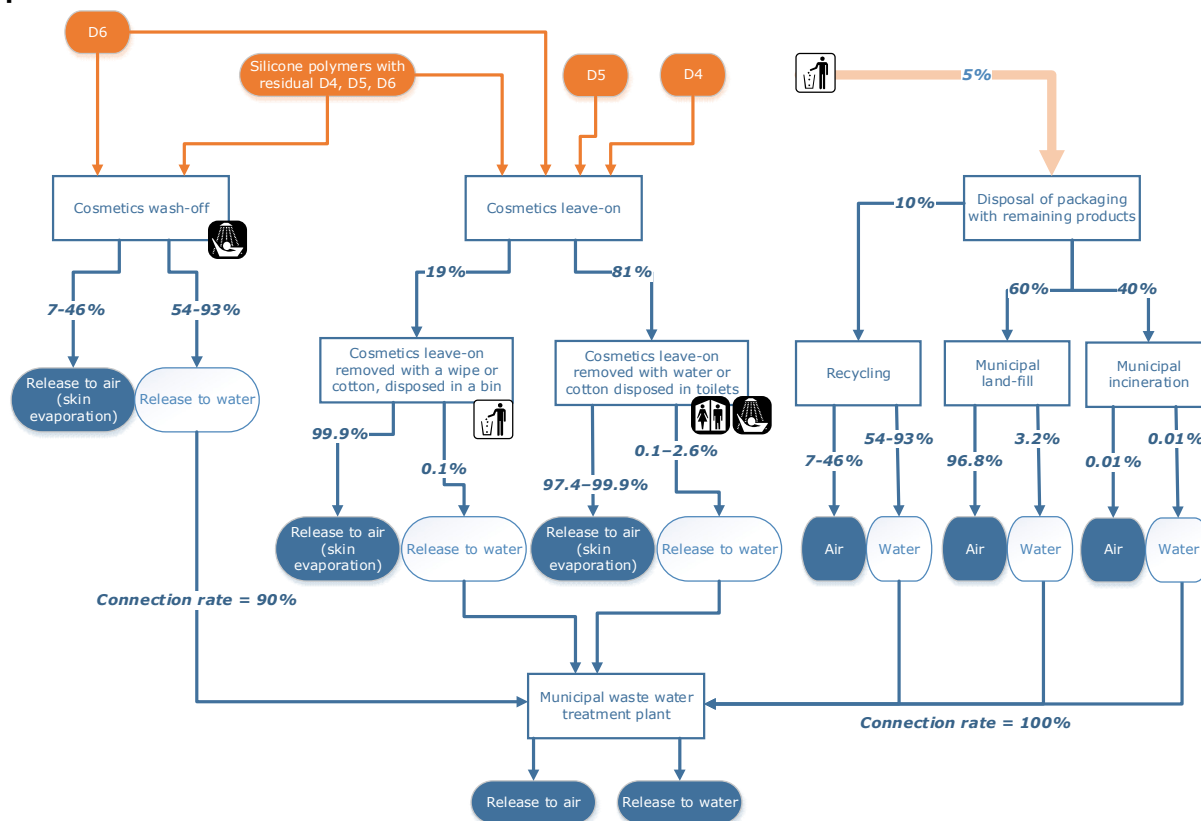 D6
Silicone polymers with
residual D4, D5, D6
D5
D4
5%
Cosmetics wash-off
Cosmetics leave-on
Disposal of packaging
with remaining products
10%
19%
81%
60%
40%
7-46%
54-93%
Cosmetics leave-on
removed with a wipe or
cotton, disposed in a bin
Cosmetics leave-on
removed with water or
cotton disposed in toilets
Recycling
Municipal
land-fill
Municipal
incineration
Release to air
(skin
evaporation)
Release to water
99.9%
0.1%
97.4–99.9%
0.1–2.6%
7-46%
54-93%
96.8%
3.2%
0.01%
0.01%
Release to air
(skin
evaporation)
Release to water
Release to air
(skin
evaporation)
Release to water
Air
Water
Air
Water
Air
Water
Connection rate = 90%
Municipal waste water
treatment plant
Connection rate = 100%
Release to air
Release to water